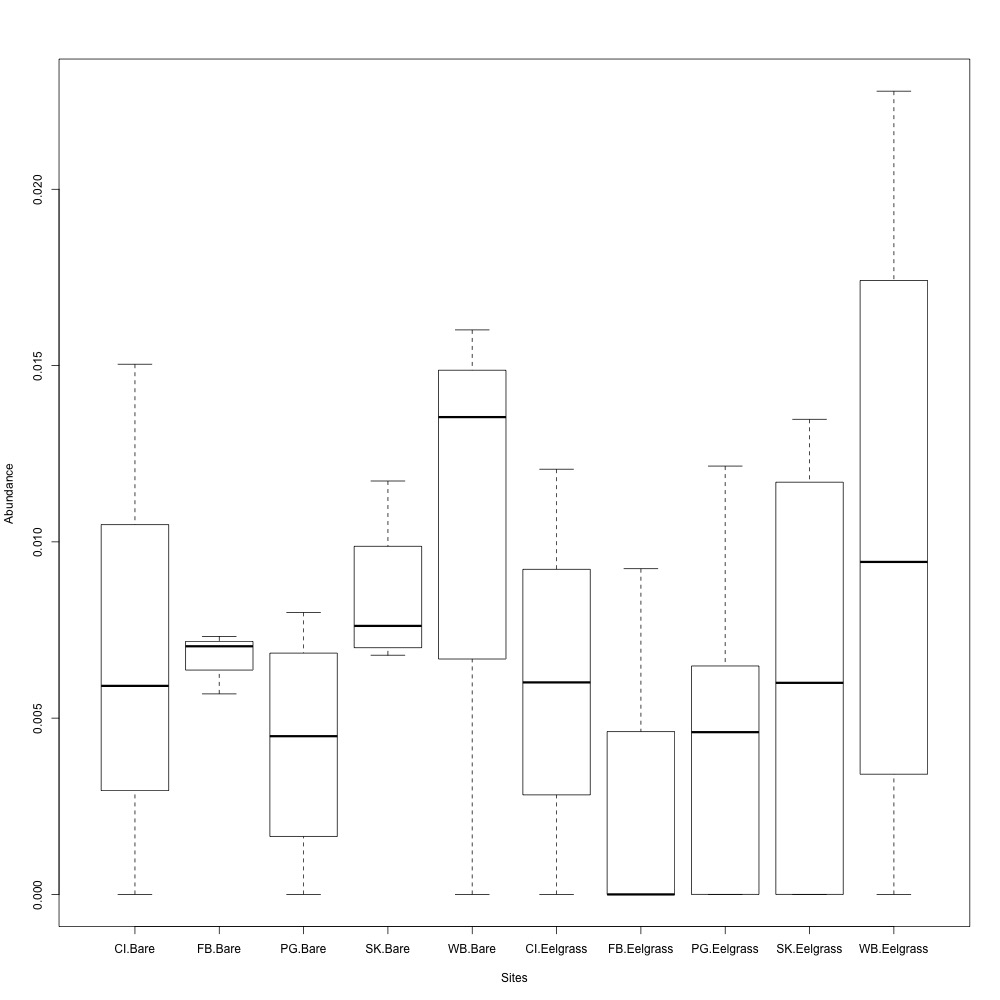 Abundance
0.020
0.015
0.010
0.005
0.000
CI.Bare FB.Bare PG.Bare SK.Bare WB.Bare CI.Eelgrass FB.Eelgrass PG.Eelgrass SK.Eelgrass WB.Eelgrass
Sites